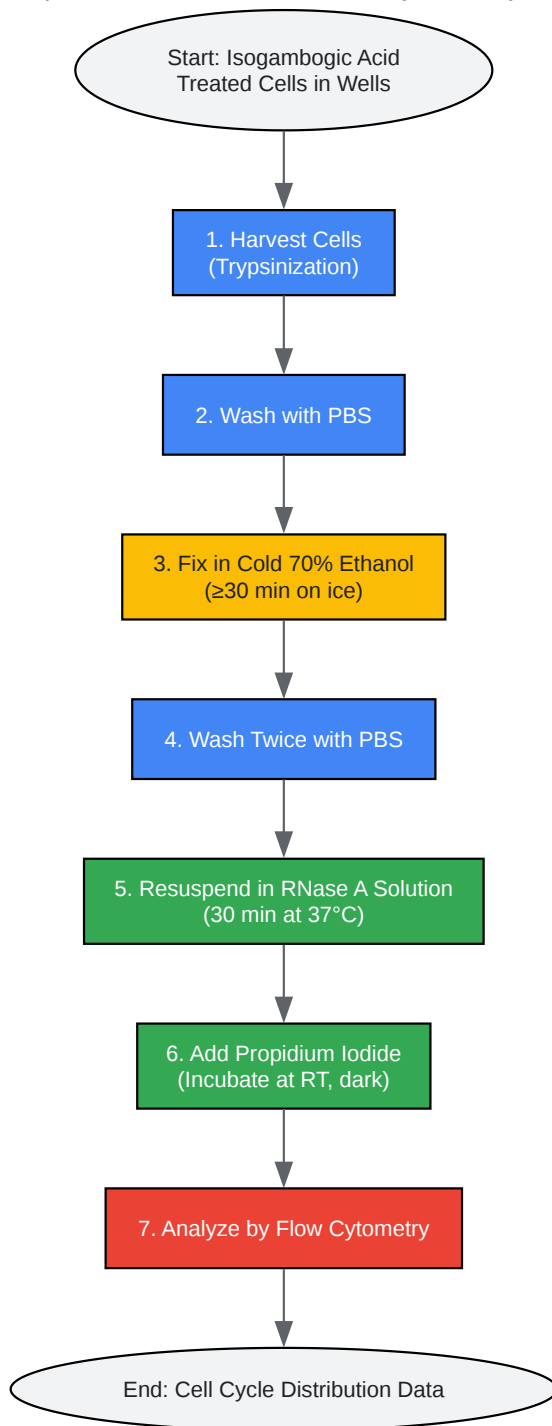 Start: Isogambogic Acid
Treated Cells in Wells
1. Harvest Cells
(Trypsinization)
2. Wash with PBS
3. Fix in Cold 70% Ethanol
(≥30 min on ice)
4. Wash Twice with PBS
5. Resuspend in RNase A Solution
(30 min at 37°C)
6. Add Propidium Iodide
(Incubate at RT, dark)
7. Analyze by Flow Cytometry
End: Cell Cycle Distribution Data